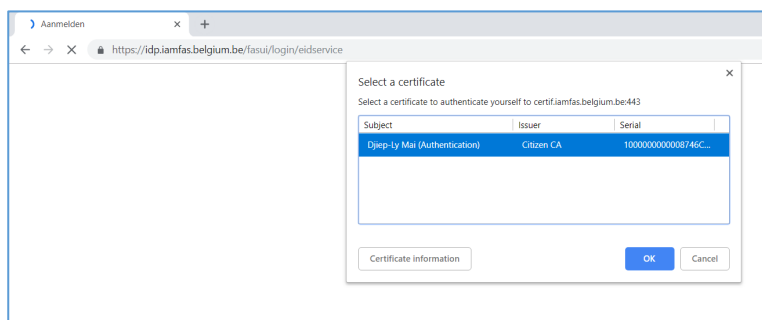 Aanmelden
https://idp.iamfas.belgium.be/fasui/login/eidservice
Select a certificate
Select a certificate to authenticate yourself to certif.iamfas.belgium.be:443
Subject Issuer Serial
Djiep-Ly Mai (Authentication) Citizen CA 1000000000008746C...
Certificate information OK Cancel